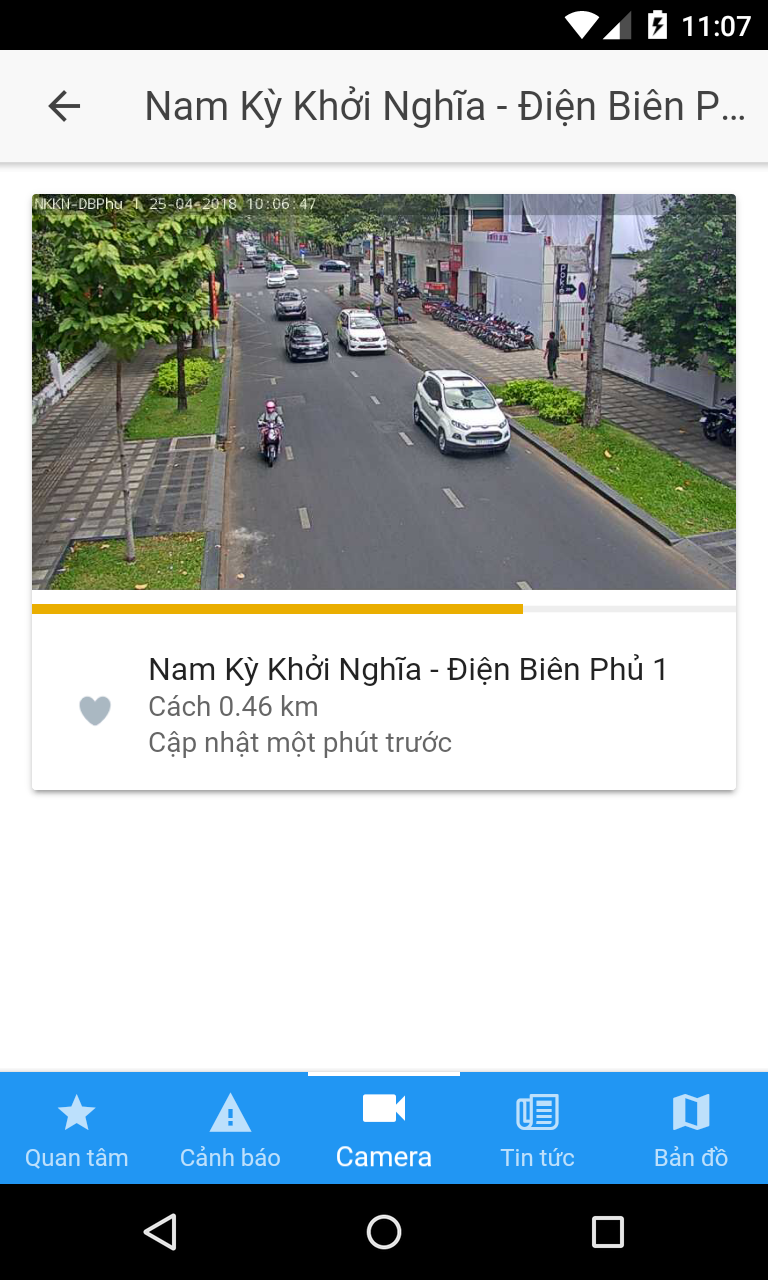 11:07
Nam Kỳ Khởi Nghĩa - Điện Biên P...
NKKN-DBPhu 1 25-04-2018 10:06:47
Nam Kỳ Khởi Nghĩa - Điện Biên Phủ 1
Cách 0.46 km
Cập nhật một phút trước
Quan tâm
Cảnh báo
Camera
Tin tức
Bản đồ